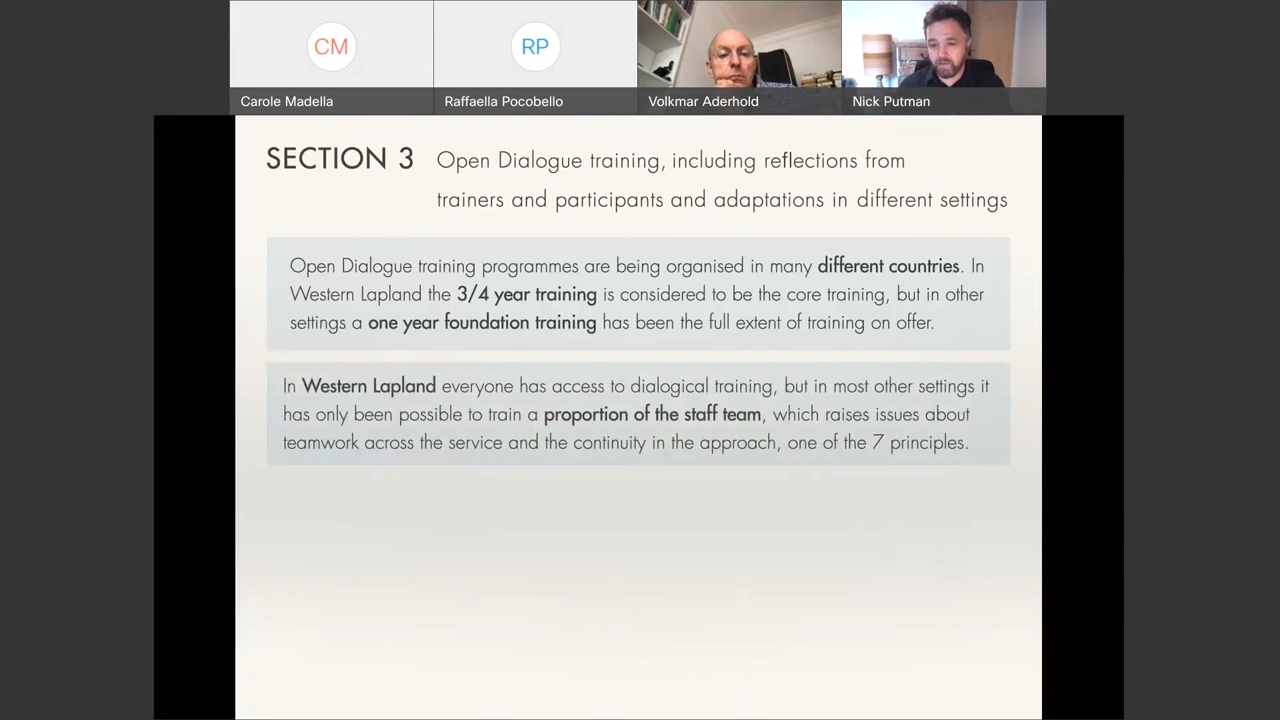 CM
RP
Carole Madella
Raffaella Pocobello
Volkmar Aderhold
Nick Putman
SECTION 3 Open Dialogue training, including reflections from
trainers and participants and adaptations in different settings
Open Dialogue training programmes are being organised in many different countries. In
Western Lapland the 3/4 year training is considered to be the core training, but in other
settings a one year foundation training has been the full extent of training on offer.
In Western Lapland everyone has access to dialogical training, but in most other settings it
has only been possible to train a proportion of the staff team, which raises issues about
teamwork across the service and the continuity in the approach, one of the 7 principles.